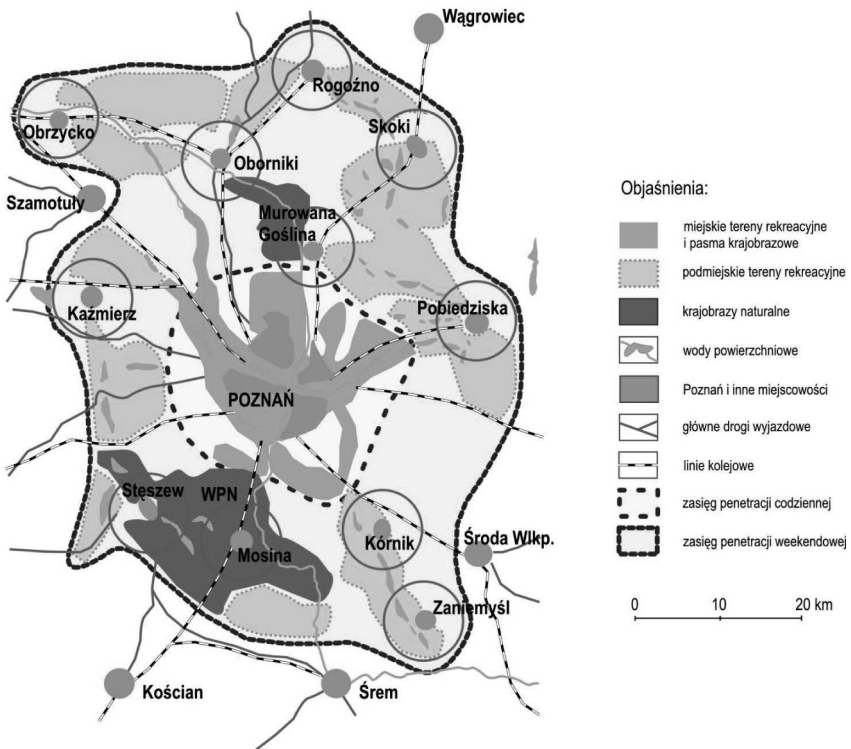 Wągrowiec
Rogoźno
Skoki
Obrzycko
Oborniki
Szamotuły
Murowana
Goślina
Kaźmierz
Pobiedziska
POZNAŃ
Stęszew
WPN
Mosina
Kórnik
Środa Wlkp.
Zaniemyśl
Kościan
Śrem
Objaśnienia:
miejskie tereny rekreacyjne
i pasma krajobrazowe
podmiejskie tereny rekreacyjne
krajobrazy naturalne
wody powierzchniowe
Poznań i inne miejscowości
główne drogi wyjazdowe
linie kolejowe
zasięg penetracji codziennej
zasięg penetracji weekendowej
0 10 20 km